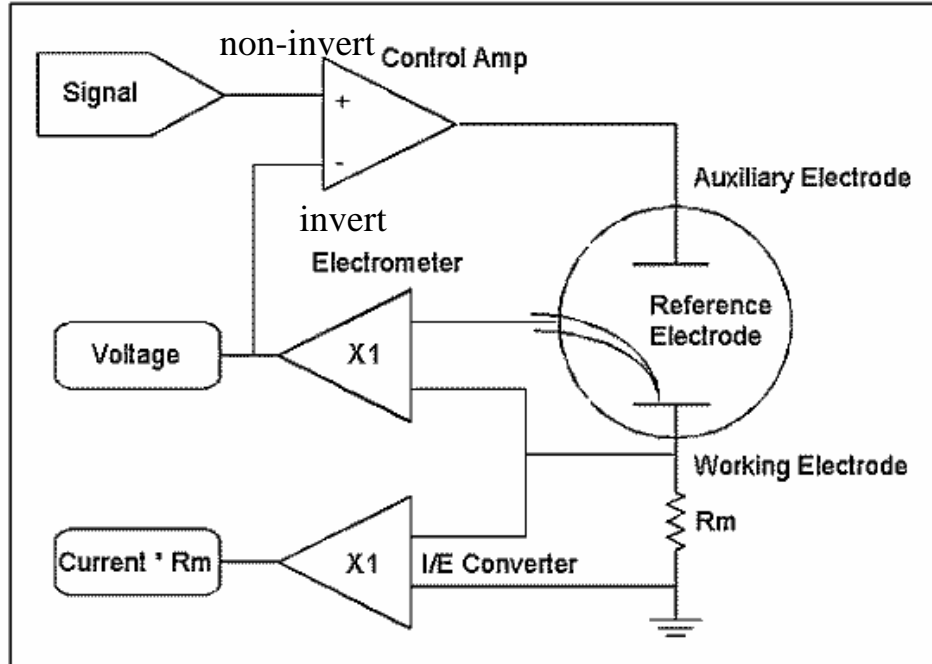 non-invert
Control Amp
Signal
+
-
Auxiliary Electrode
invert
Electrometer
Reference
Electrode
Voltage
X1
Working Electrode
Rm
Current * Rm
X1
I/E Converter